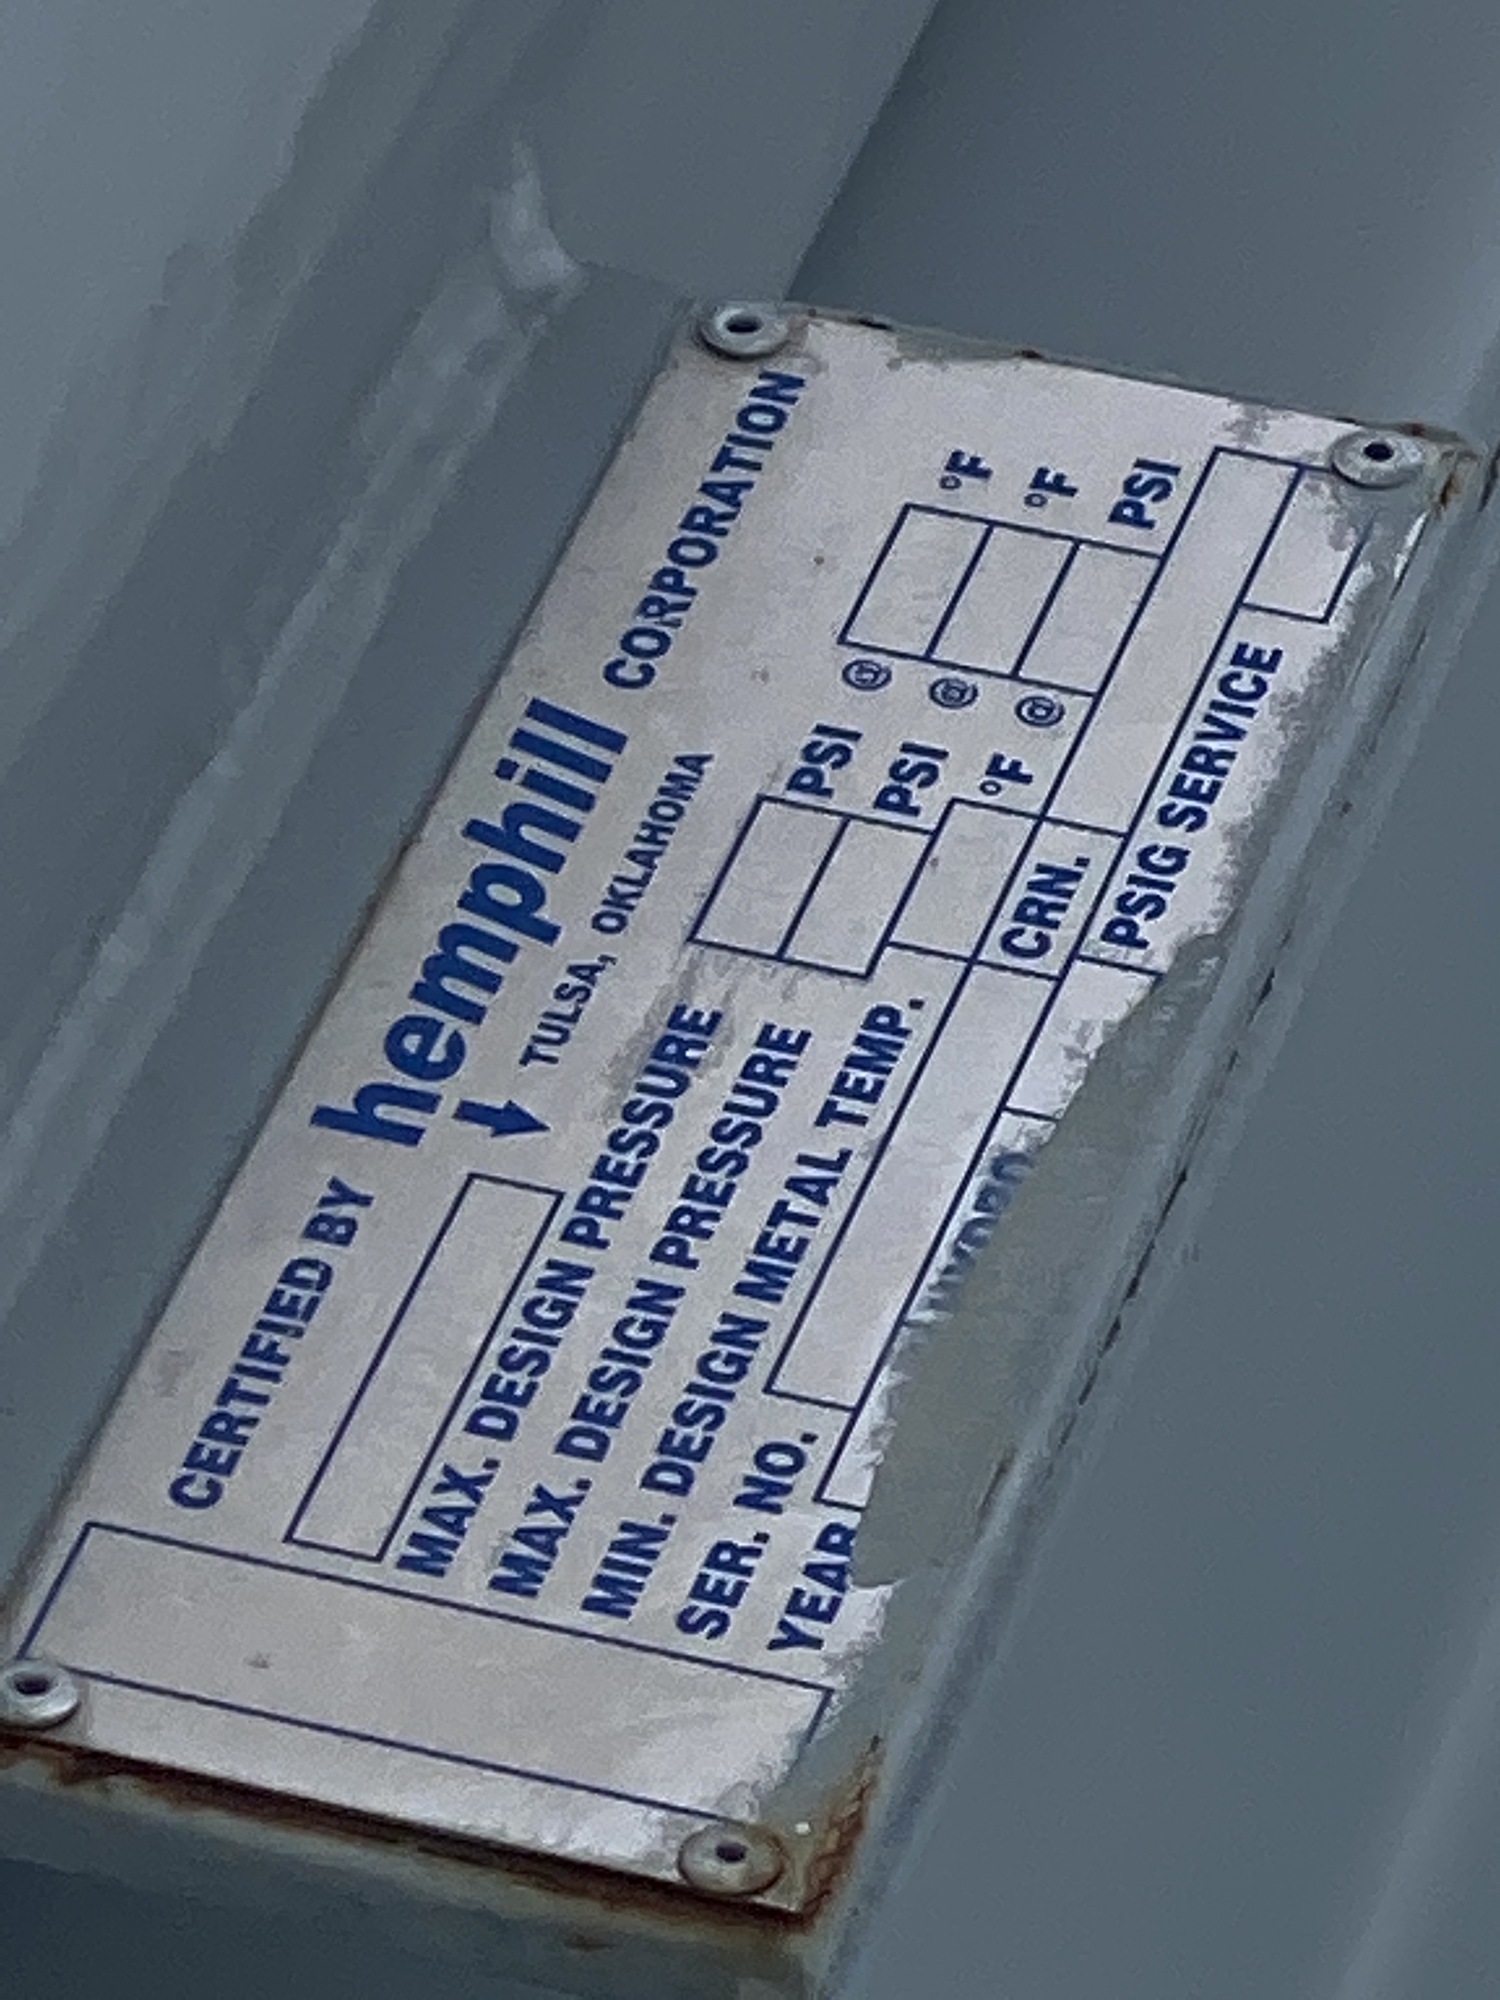 CERTIFIED BY hemphill CORPORATION
TULSA, OKLAHOMA
MAX. DESIGN PRESSURE PSI @ °F
MAX. DESIGN PRESSURE PSI @ °F
MIN. DESIGN METAL TEMP. °F @ PSI
SER. NO. CRN.
YEAR PSIG SERVICE